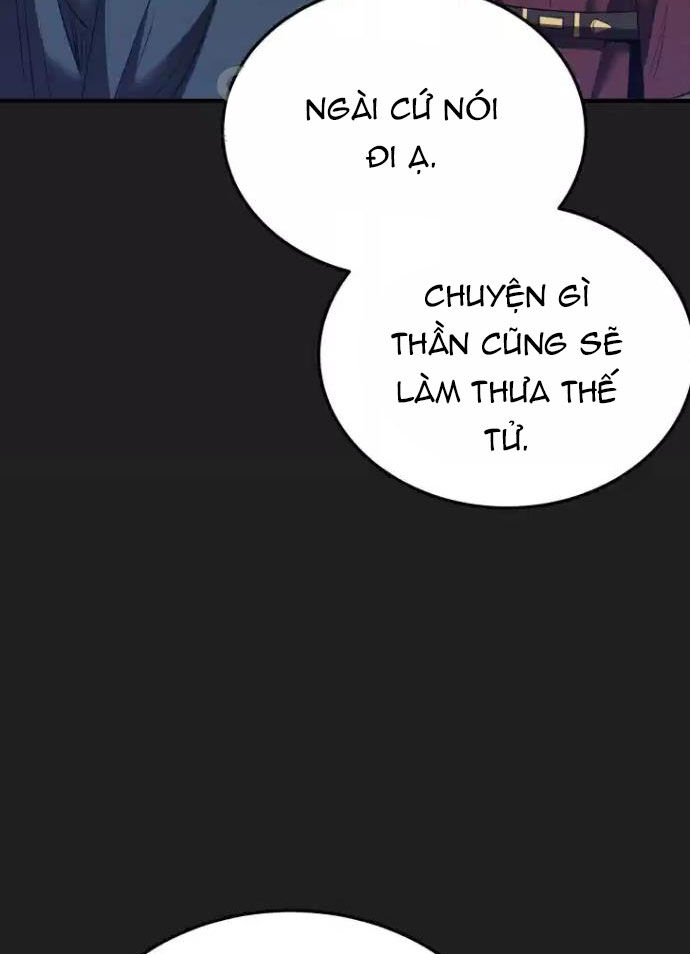 NGÀI CỨ NÓI
ĐI Ạ.
CHUYỆN GÌ
THẦN CŨNG SẼ
LÀM THƯA THẾ
TỬ.